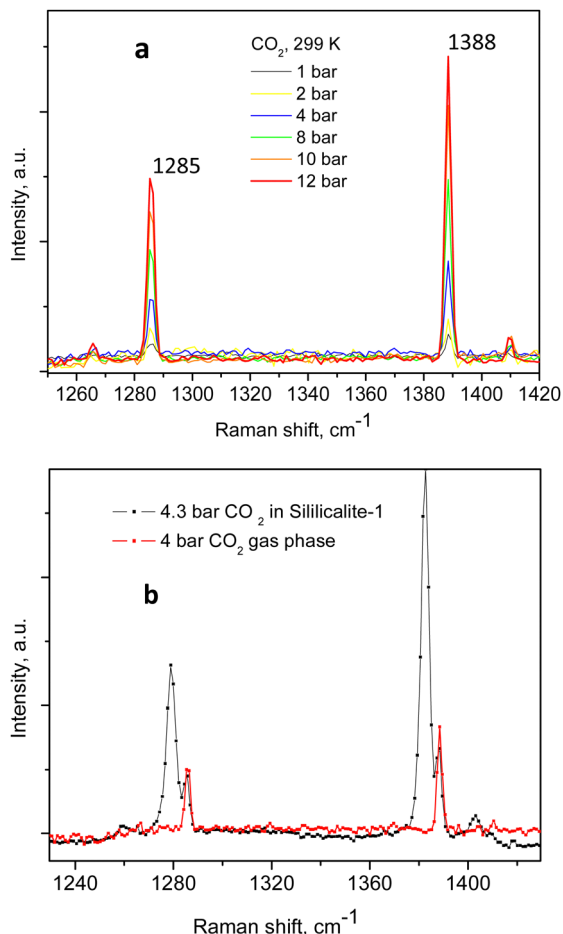 a
CO2, 299 K
1 bar
2 bar
4 bar
8 bar
10 bar
12 bar
1285
1388
Intensity, a.u.
1260 1280 1300 1320 1340 1360 1380 1400 1420
Raman shift, cm-1
4.3 bar CO2 in Sililicalite-1
4 bar CO2 gas phase
b
Intensity, a.u.
1240 1280 1320 1360 1400
Raman shift, cm-1